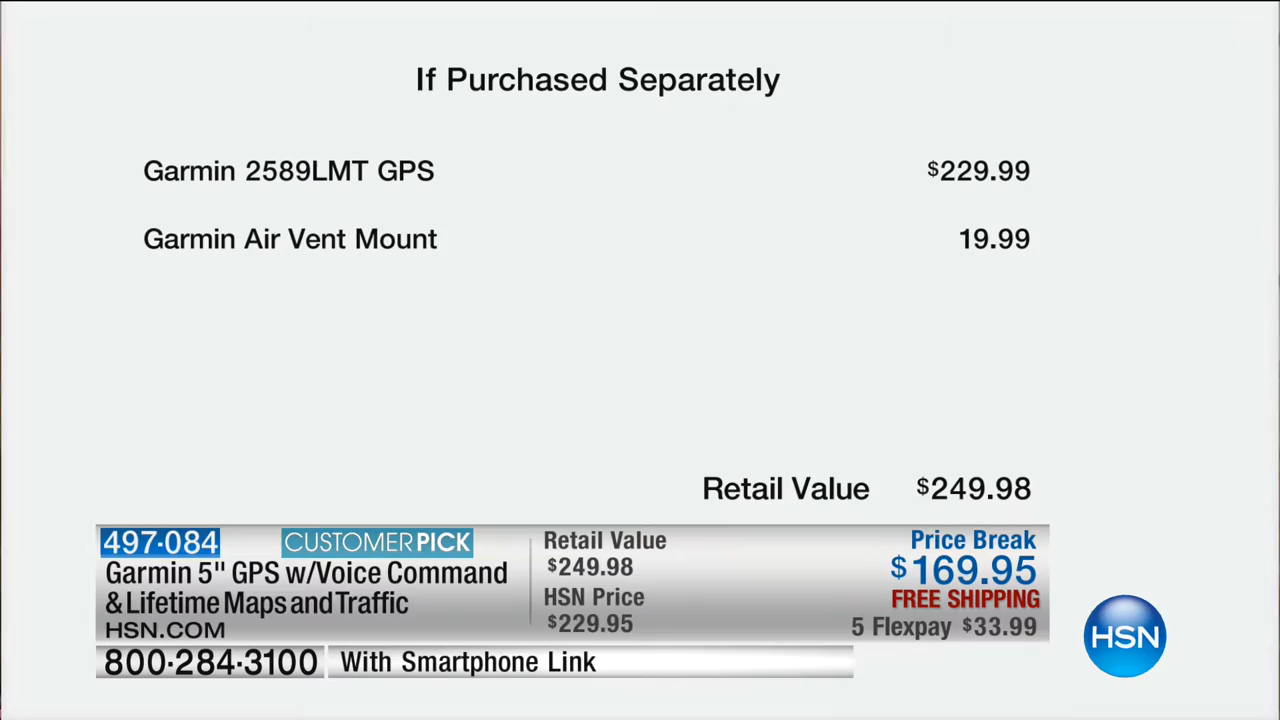 If Purchased Separately
Garmin 2589LMT GPS $229.99
Garmin Air Vent Mount 19.99
Retail Value $249.98
497-084 CUSTOMERPICK
Garmin 5" GPS w/Voice Command
& Lifetime Maps and Traffic
HSN.COM
Retail Value
$249.98
HSN Price
$229.95
Price Break
$169.95
FREE SHIPPING
5 Flexpay $33.99
800·284·3100 With Smartphone Link
HSN